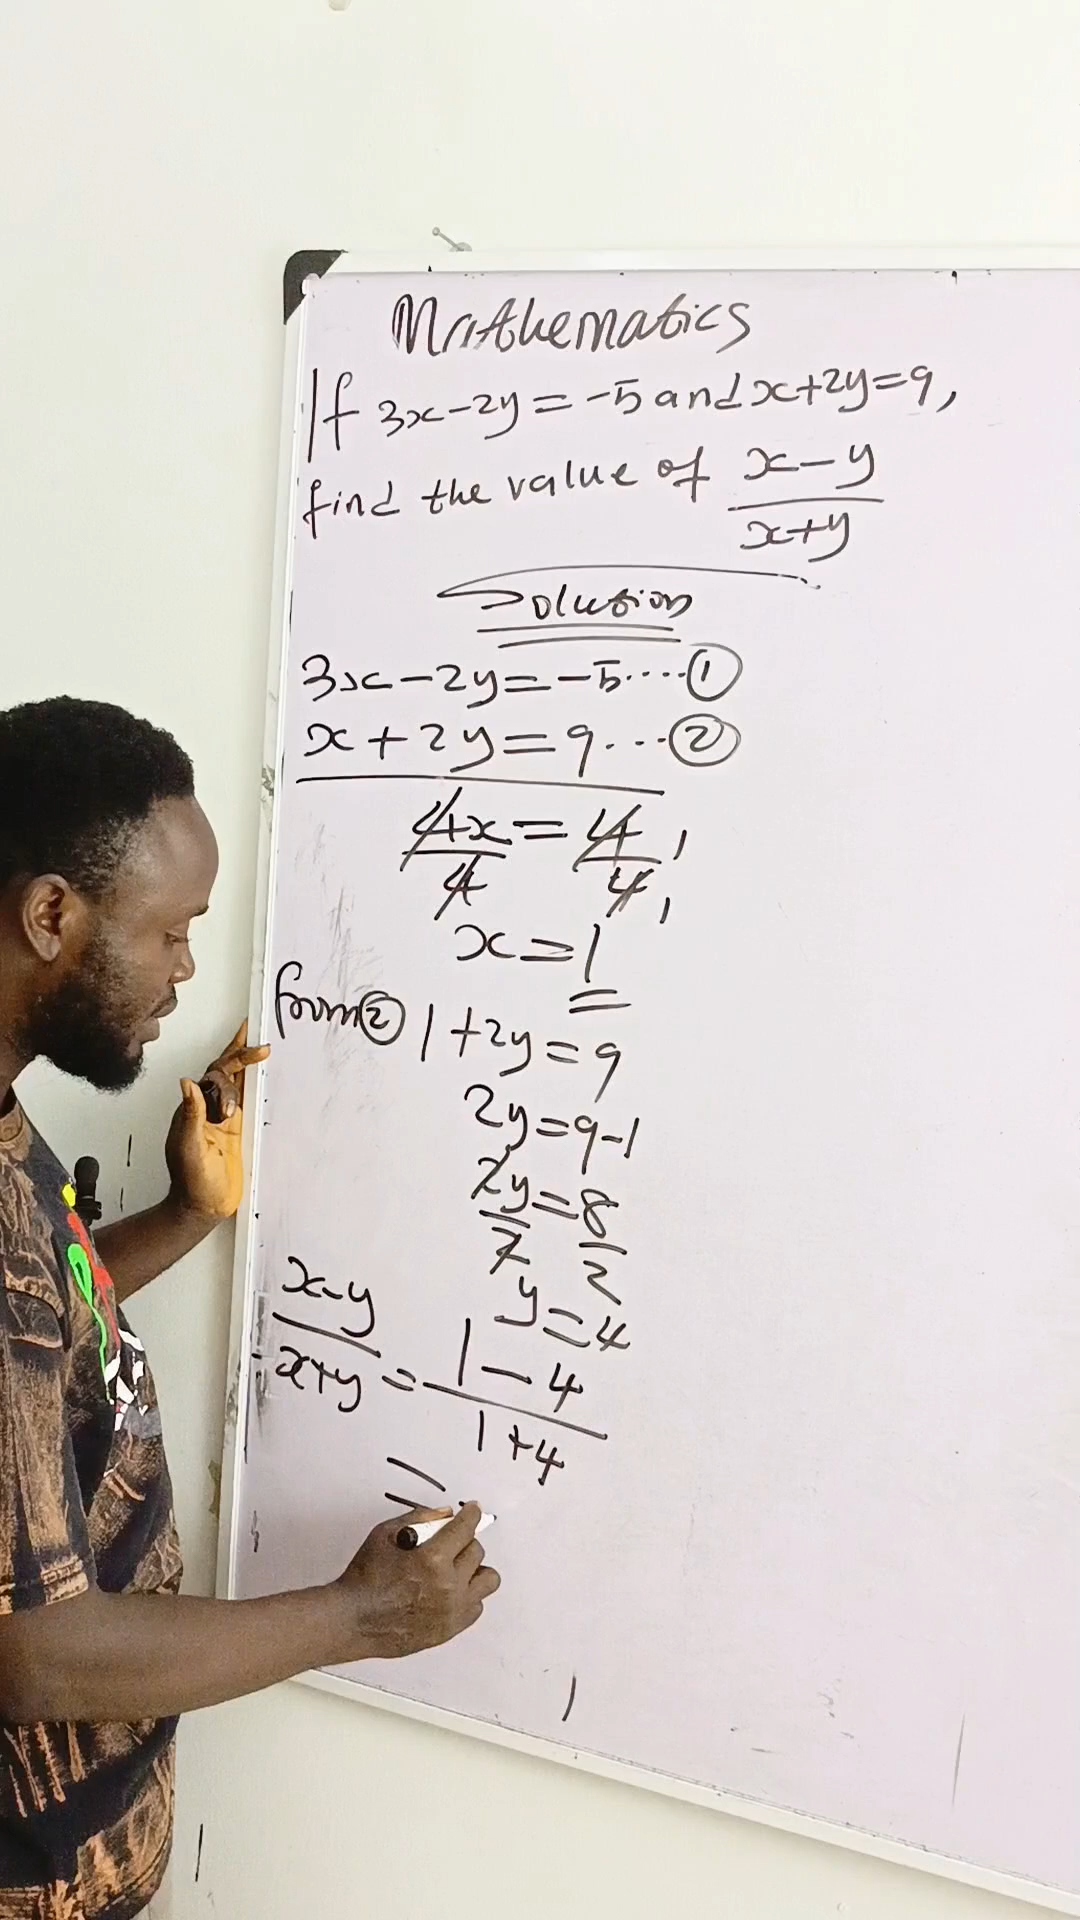 Mathematics
If 3x-2y=-5 and x+2y=9,
find the value of x-y
x+y
Solution
3x-2y=-5....①
x+2y=9...②
4x=4 1
4 4 1
x=1
from② 1+2y=9
2y=9-1
2y=8
2 2
y=4
x-y
x+y = 1-4
1+4
=